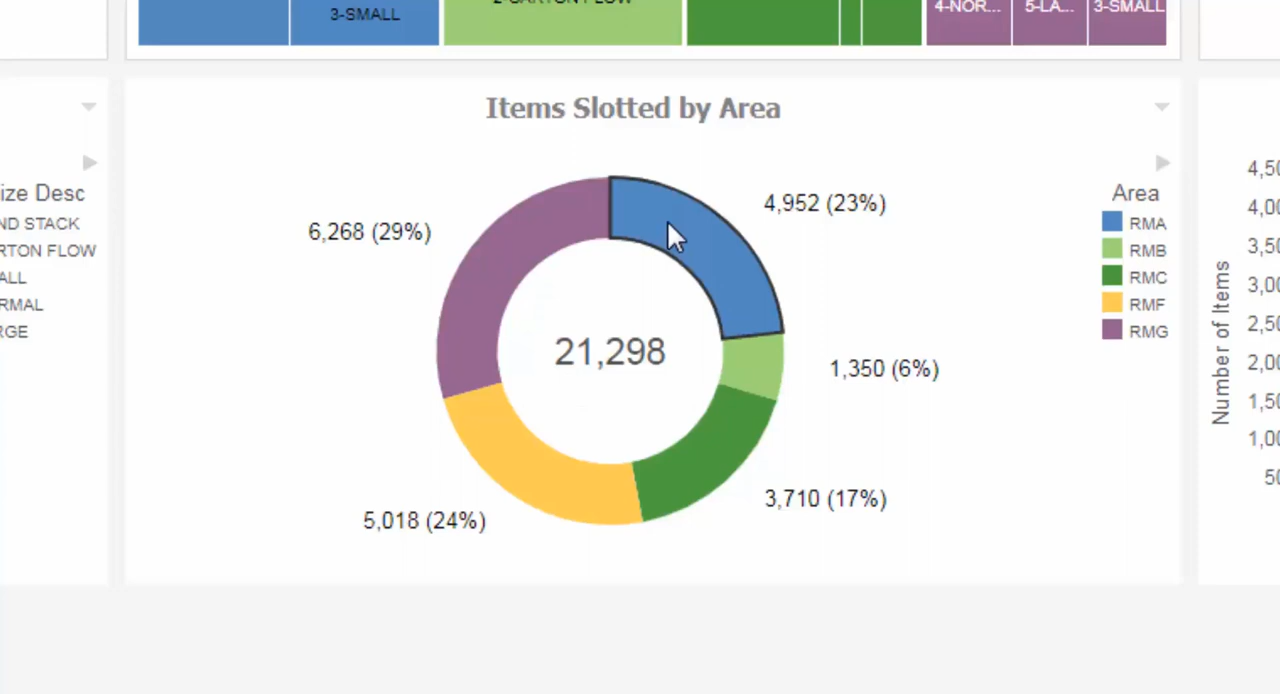 3-SMALL
2-CARTON FLOW
4-NOR...
5-LA...
3-SMALL
Items Slotted by Area
ize Desc
ND STACK
RTON FLOW
ALL
RMAL
RGE
4,952 (23%)
6,268 (29%)
21,298
1,350 (6%)
3,710 (17%)
5,018 (24%)
Area
RMA
RMB
RMC
RMF
RMG
Number of Items
4,50
4,00
3,50
3,00
2,50
2,00
1,50
1,00
50